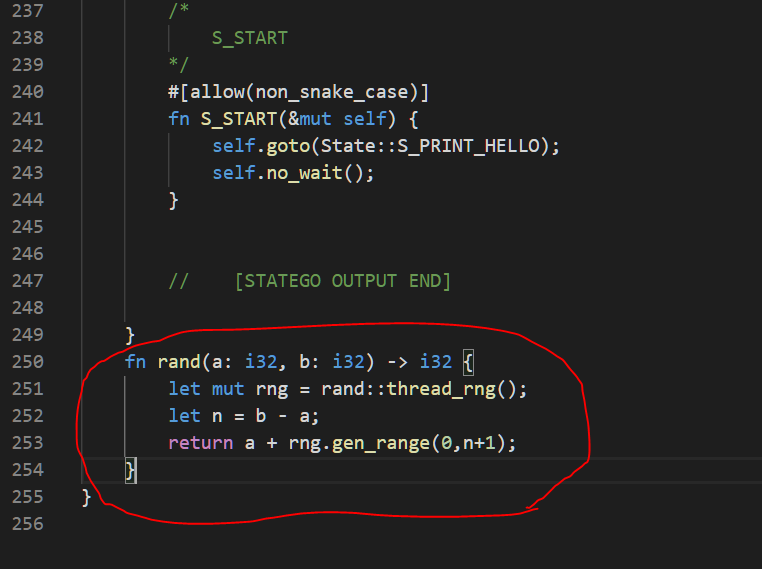 237 /*
238 S_START
239 */
240 #[allow(non_snake_case)]
241 fn S_START(&mut self) {
242 self.goto(State::S_PRINT_HELLO);
243 self.no_wait();
244 }
245
246
247 // [STATEGO OUTPUT END]
248
249 }
250 fn rand(a: i32, b: i32) -> i32 {
251 let mut rng = rand::thread_rng();
252 let n = b - a;
253 return a + rng.gen_range(0,n+1);
254 }
255 }
256